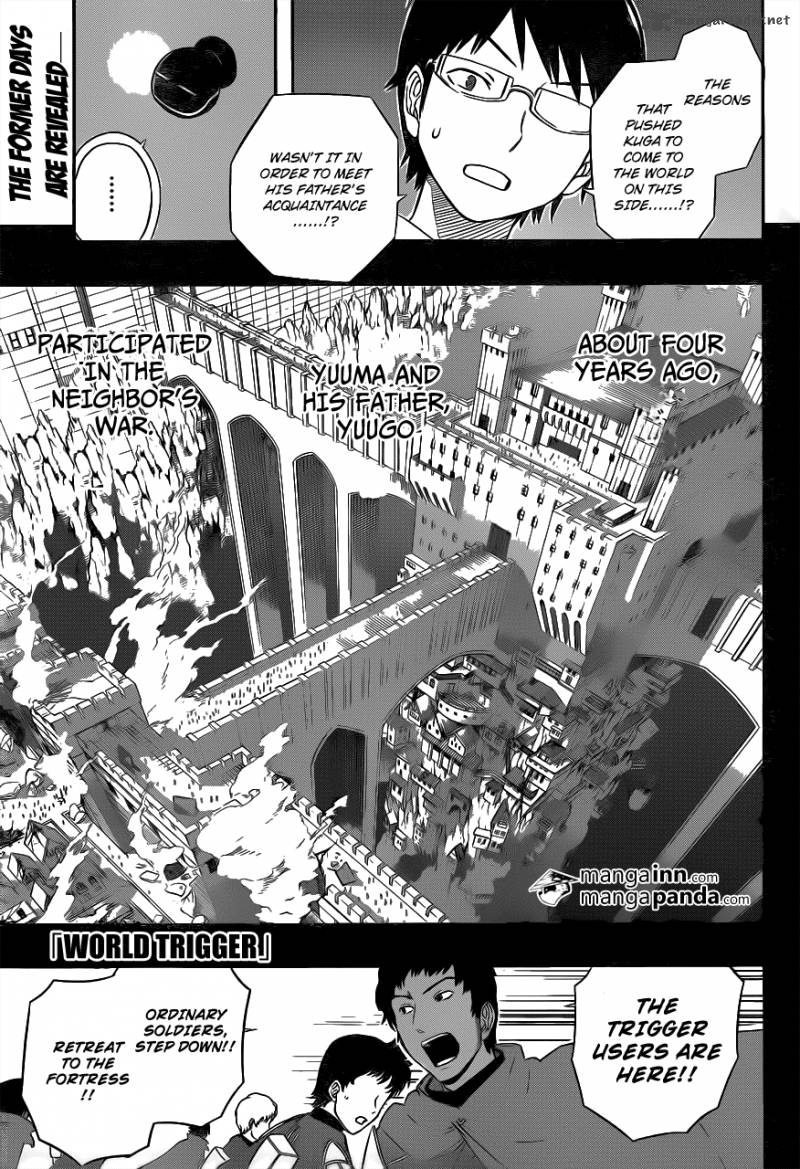 THE REASONS
THAT
PUSHED
KUGA TO
COME TO
THE WORLD
ON THIS
SIDE......!?
WASN'T IT IN
ORDER TO MEET
HIS FATHER'S
ACQUAINTANCE
......!?
......
THE FORMER DAYS
ARE REVEALED—
ABOUT FOUR
YEARS AGO,
YUUMA AND
HIS FATHER,
YUUGO
PARTICIPATED
IN THE
NEIGHBOR'S
WAR.
mangainn.com
mangapanda.com
「WORLD TRIGGER」
THE
TRIGGER
USERS ARE
HERE!!
ORDINARY
SOLDIERS,
STEP DOWN!!
RETREAT
TO THE
FORTRESS
!!